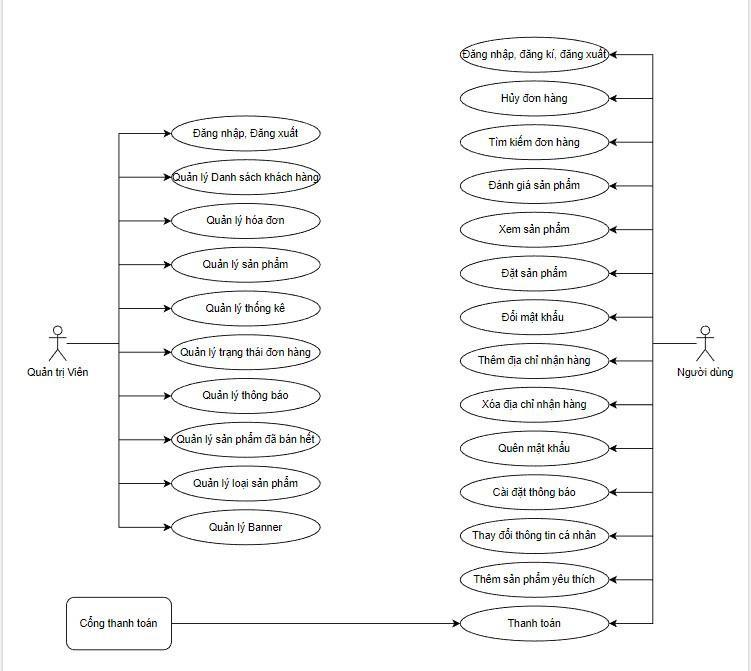 Đăng nhập, Đăng xuất
Quản lý Danh sách khách hàng
Quản lý hóa đơn
Quản lý sản phẩm
Quản lý thống kê
Quản lý trạng thái đơn hàng
Quản lý thông báo
Quản lý sản phẩm đã bán hết
Quản lý loại sản phẩm
Quản lý Banner
Quản trị Viên
Cổng thanh toán
Đăng nhập, đăng kí, đăng xuất
Hủy đơn hàng
Tìm kiếm đơn hàng
Đánh giá sản phẩm
Xem sản phẩm
Đặt sản phẩm
Đổi mật khẩu
Thêm địa chỉ nhận hàng
Xóa địa chỉ nhận hàng
Quên mật khẩu
Cài đặt thông báo
Thay đổi thông tin cá nhân
Thêm sản phẩm yêu thích
Thanh toán
Người dùng